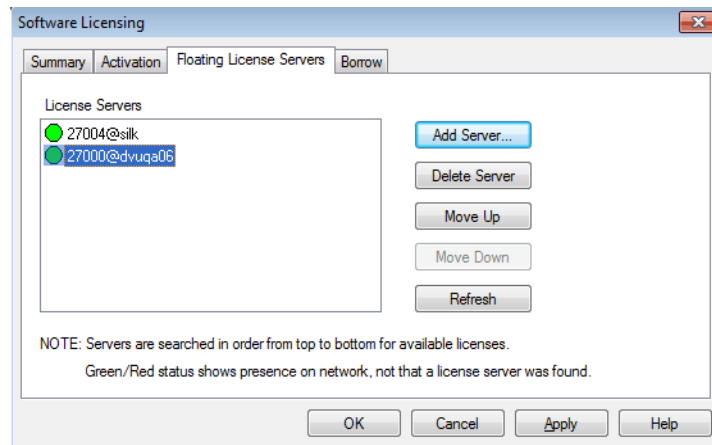 Software Licensing
Summary Activation Floating License Servers Borrow
License Servers
27004@silk
27000@dvuqa06
Add Server...
Delete Server
Move Up
Move Down
Refresh
NOTE: Servers are searched in order from top to bottom for available licenses.
Green/Red status shows presence on network, not that a license server was found.
OK Cancel Apply Help